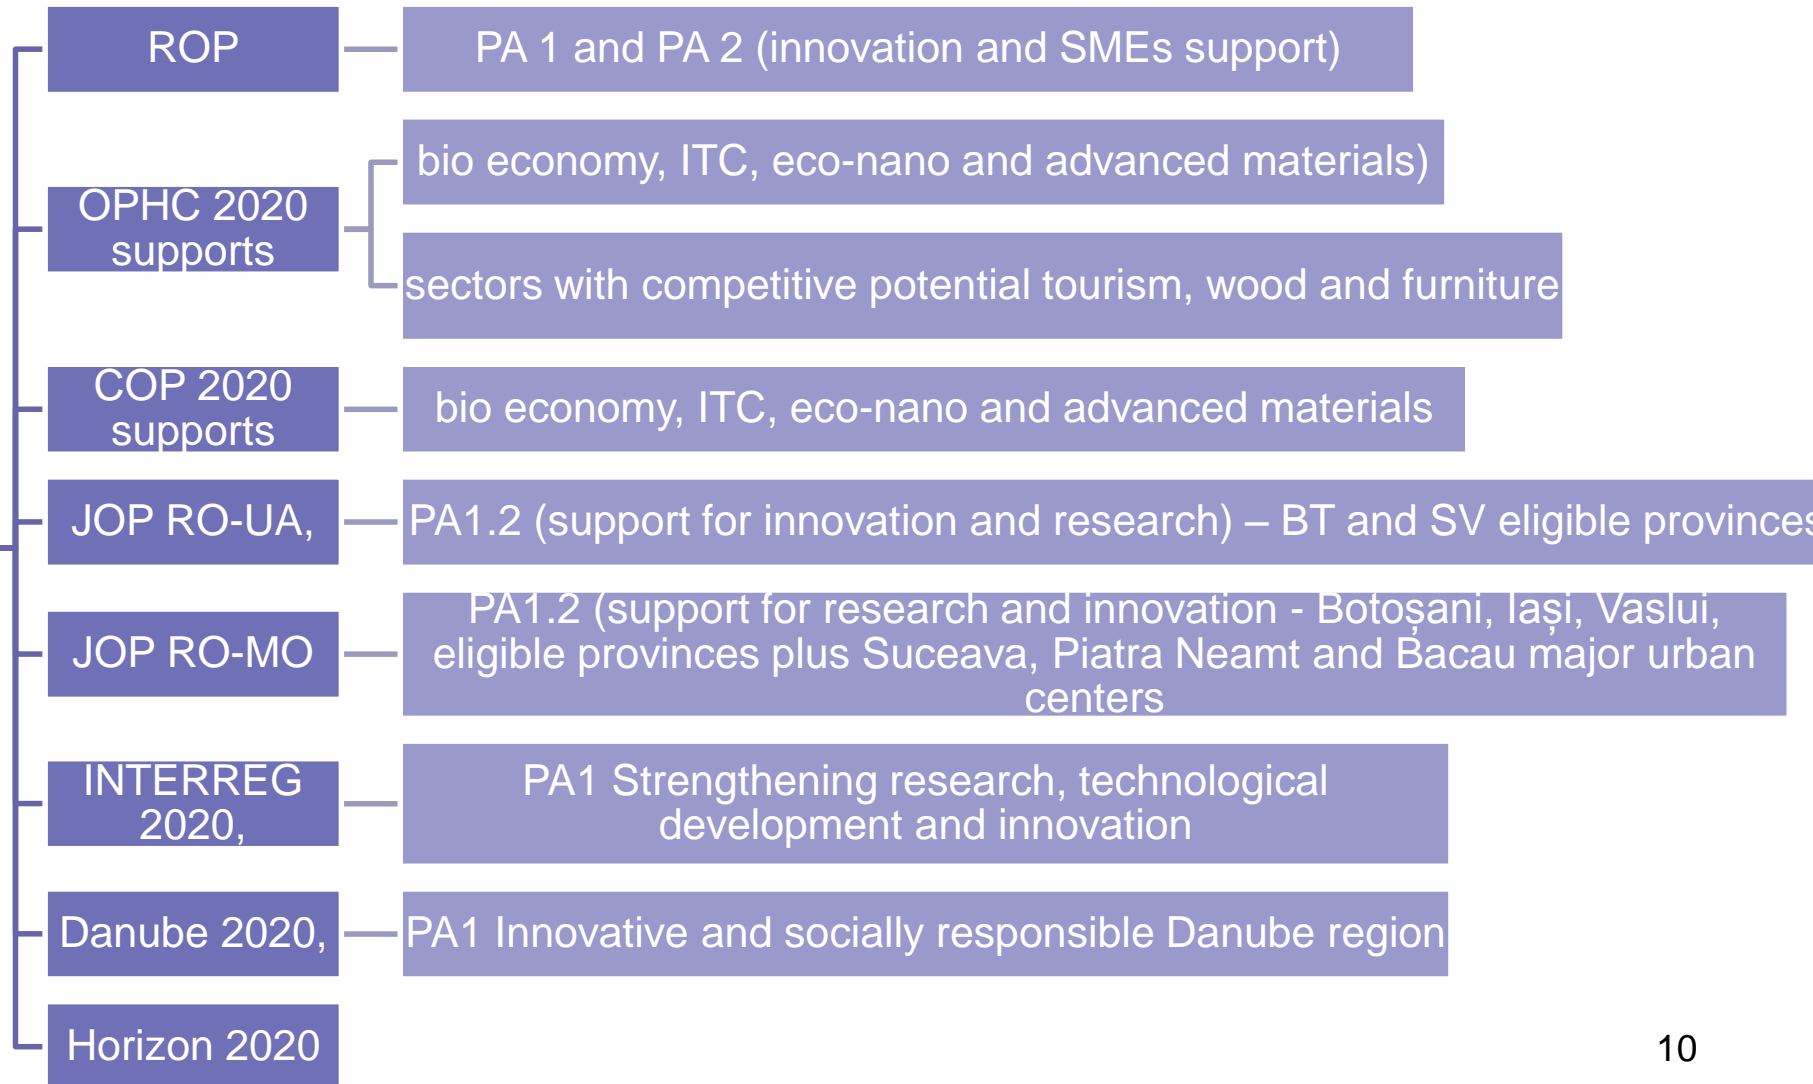 ROP
PA 1 and PA 2 (innovation and SMEs support)
OPHC 2020
supports
bio economy, ITC, eco-nano and advanced materials)
sectors with competitive potential tourism, wood and furniture
COP 2020
supports
bio economy, ITC, eco-nano and advanced materials
JOP RO-UA,
PA1.2 (support for innovation and research) – BT and SV eligible provinces
JOP RO-MO
PA1.2 (support for research and innovation - Botoșani, Iași, Vaslui,
eligible provinces plus Suceava, Piatra Neamt and Bacau major urban
centers
INTERREG
2020,
PA1 Strengthening research, technological
development and innovation
Danube 2020,
PA1 Innovative and socially responsible Danube region
Horizon 2020
10